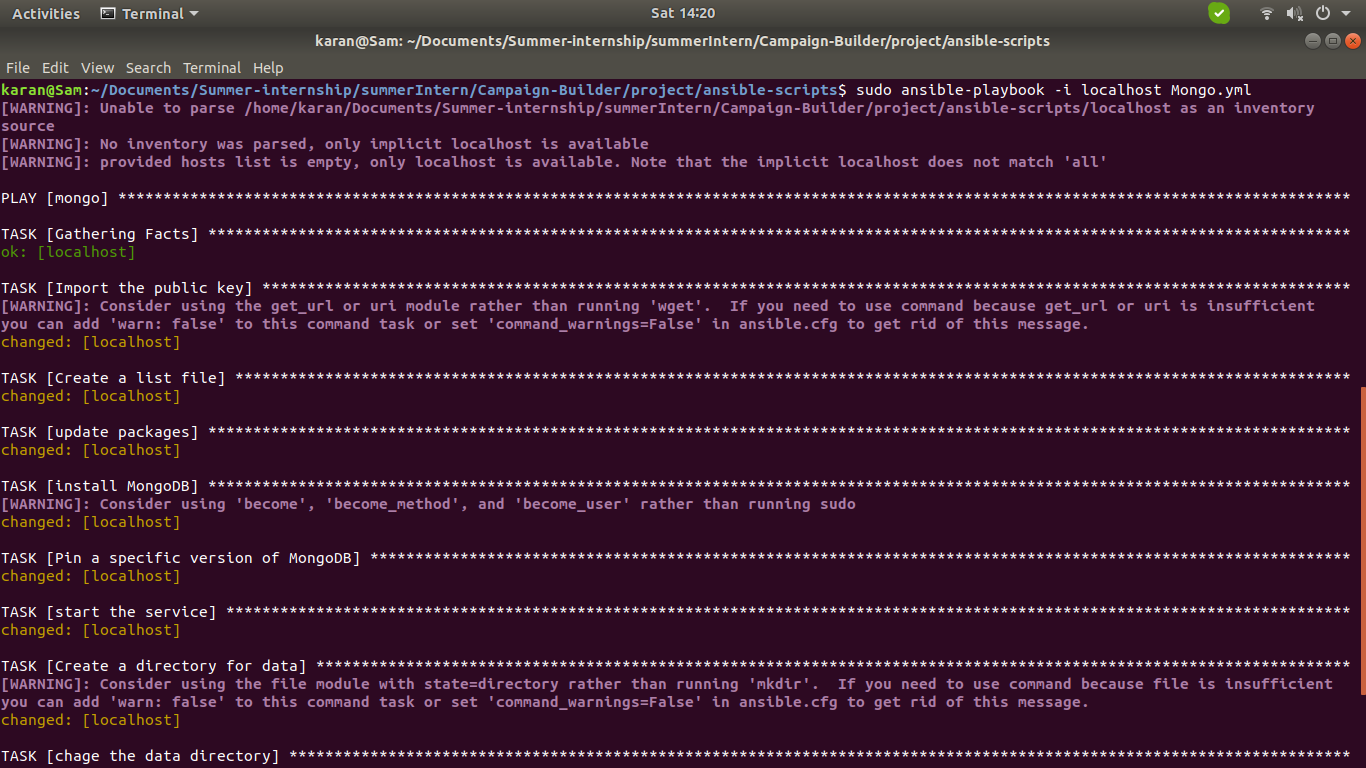 Activities Terminal Sat 14:20
karan@Sam: ~/Documents/Summer-internship/summerIntern/Campaign-Builder/project/ansible-scripts
File Edit View Search Terminal Help
karan@Sam:~/Documents/Summer-internship/summerIntern/Campaign-Builder/project/ansible-scripts$ sudo ansible-playbook -i localhost Mongo.yml
[WARNING]: Unable to parse /home/karan/Documents/Summer-internship/summerIntern/Campaign-Builder/project/ansible-scripts/localhost as an inventory
source
[WARNING]: No inventory was parsed, only implicit localhost is available
[WARNING]: provided hosts list is empty, only localhost is available. Note that the implicit localhost does not match 'all'
PLAY [mongo] *****************************************************************************************************************************************
TASK [Gathering Facts] *******************************************************************************************************************************
ok: [localhost]
TASK [Import the public key] *************************************************************************************************************************
[WARNING]: Consider using the get_url or uri module rather than running 'wget'.  If you need to use command because get_url or uri is insufficient
you can add 'warn: false' to this command task or set 'command_warnings=False' in ansible.cfg to get rid of this message.
changed: [localhost]
TASK [Create a list file] ****************************************************************************************************************************
changed: [localhost]
TASK [update packages] *******************************************************************************************************************************
changed: [localhost]
TASK [install MongoDB] *******************************************************************************************************************************
[WARNING]: Consider using 'become', 'become_method', and 'become_user' rather than running sudo
changed: [localhost]
TASK [Pin a specific version of MongoDB] *************************************************************************************************************
changed: [localhost]
TASK [start the service] *****************************************************************************************************************************
changed: [localhost]
TASK [Create a directory for data] *******************************************************************************************************************
[WARNING]: Consider using the file module with state=directory rather than running 'mkdir'.  If you need to use command because file is insufficient
you can add 'warn: false' to this command task or set 'command_warnings=False' in ansible.cfg to get rid of this message.
changed: [localhost]
TASK [chage the data directory] **********************************************************************************************************************